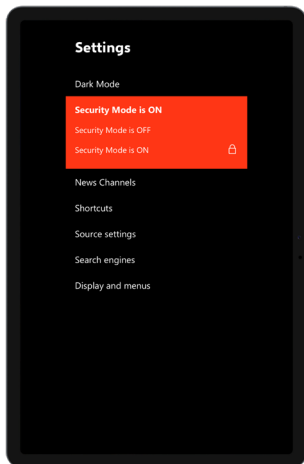 Settings
Dark Mode
Security Mode is ON
Security Mode is OFF
Security Mode is ON
News Channels
Shortcuts
Source settings
Search engines
Display and menus